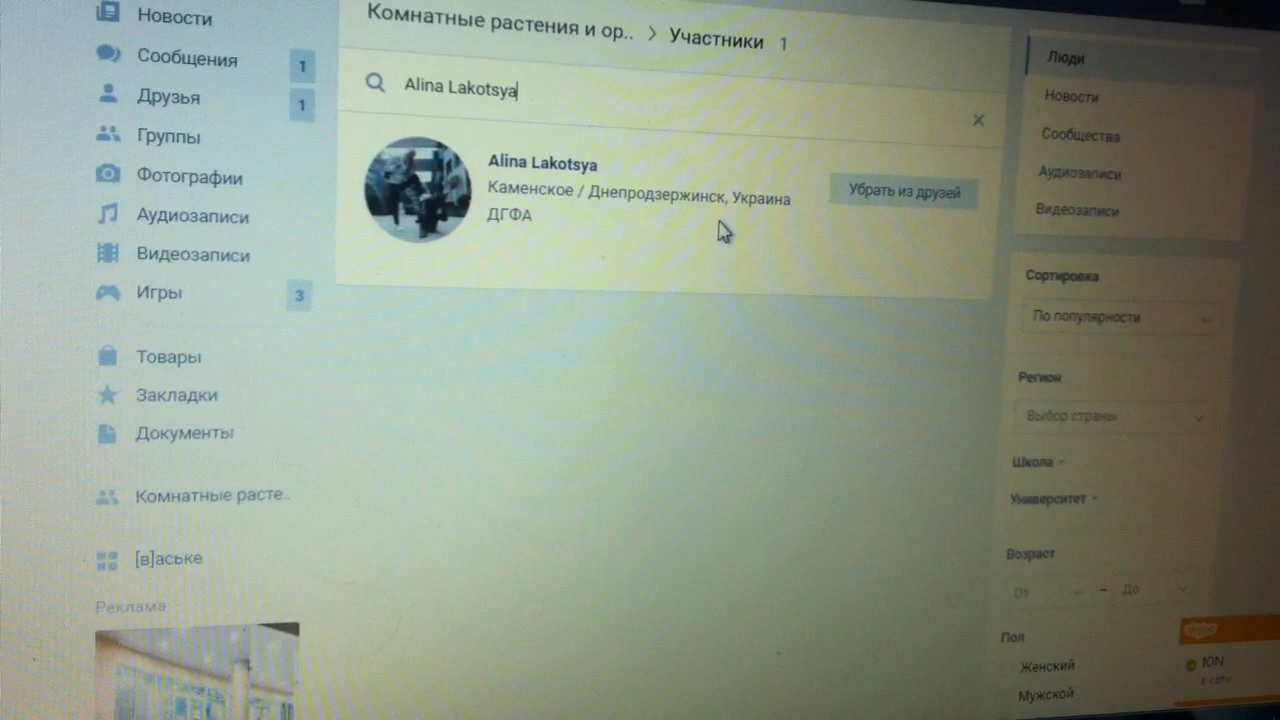 Новости
Сообщения 1
Друзья 1
Группы
Фотографии
Аудиозаписи
Видеозаписи
Игры 3
Товары
Закладки
Документы
Комнатные расте..
[в]аське
Реклама
Комнатные растения и ор.. > Участники 1
Alina Lakotsya
Alina Lakotsya
Каменское / Днепродзержинск, Украина
ДГФА
Убрать из друзей
Люди
Новости
Сообщества
Аудиозаписи
Видеозаписи
Сортировка
По популярности
Регион
Выбор страны
Школа
Университет
Возраст
От – До
Пол
Женский
Мужской
skype
ION
в сети